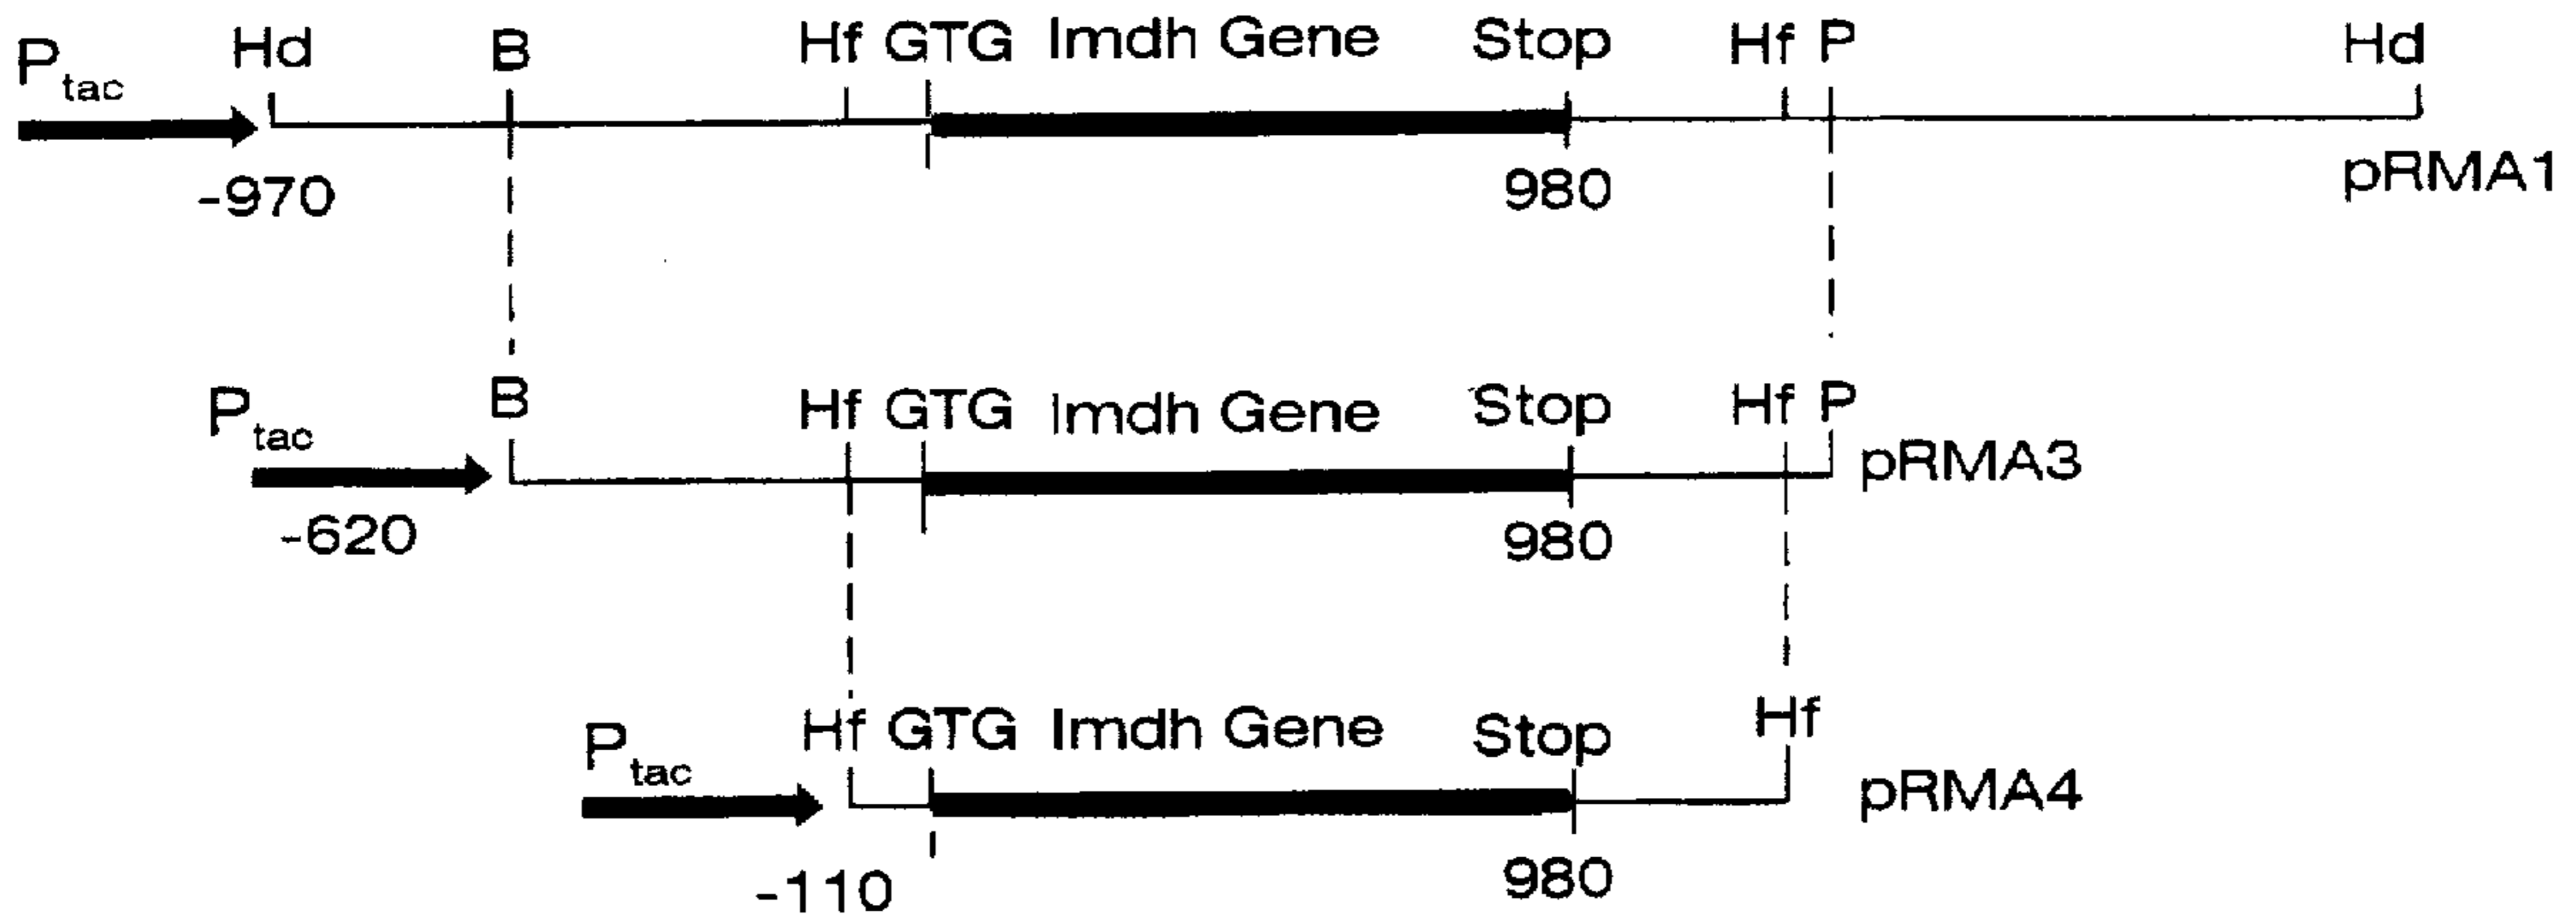 Ptac Hd B Hf GTG Imdh Gene Stop Hf P Hd
-970 980 pRMA1
Ptac B Hf GTG Imdh Gene Stop Hf P
-620 980 pRMA3
Ptac Hf GTG Imdh Gene Stop Hf
-110 980 pRMA4